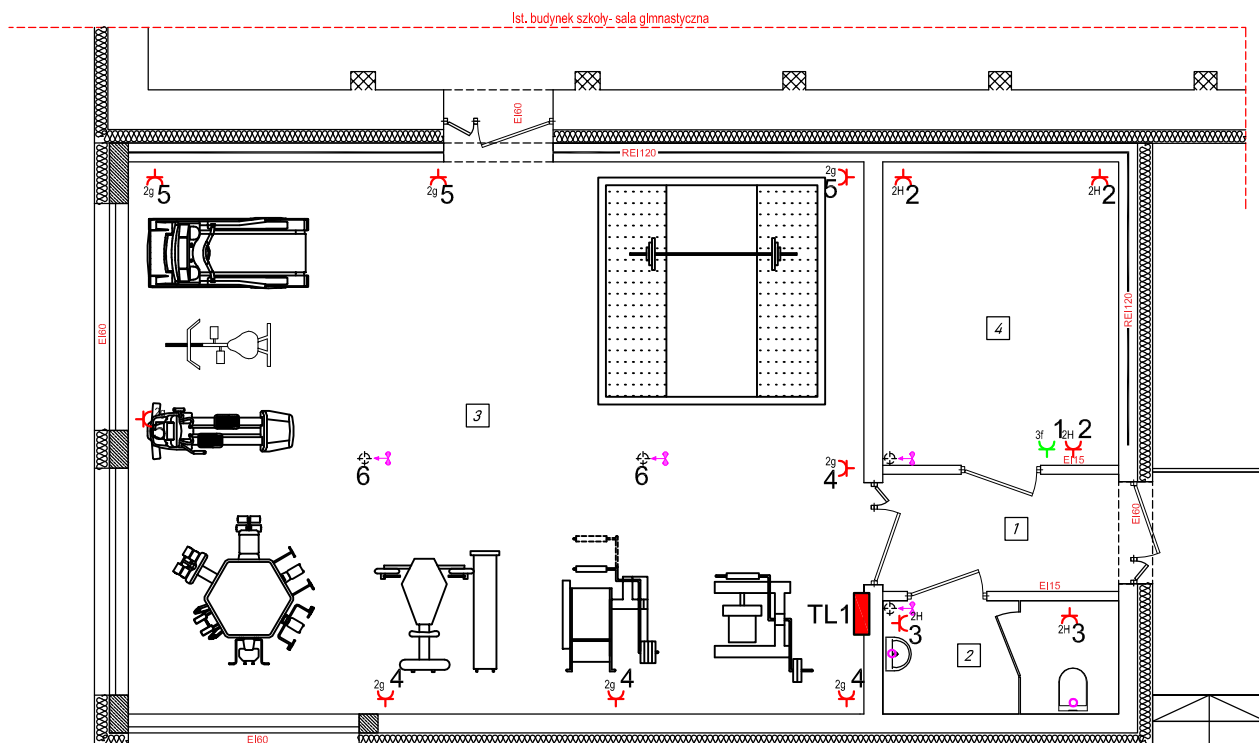 Ist. budynek szkoły- sala gimnastyczna
EI60
REI120
2g 5
2g 5
2g 5
2H 2
2H 2
REI120
EI60
4
3
2g
3f 1
2H 2
EI15
6
6
2g 4
1
EI60
EI15
TL1
2H 3
2H 3
2
2g 4
2g 4
2g 4
EI60